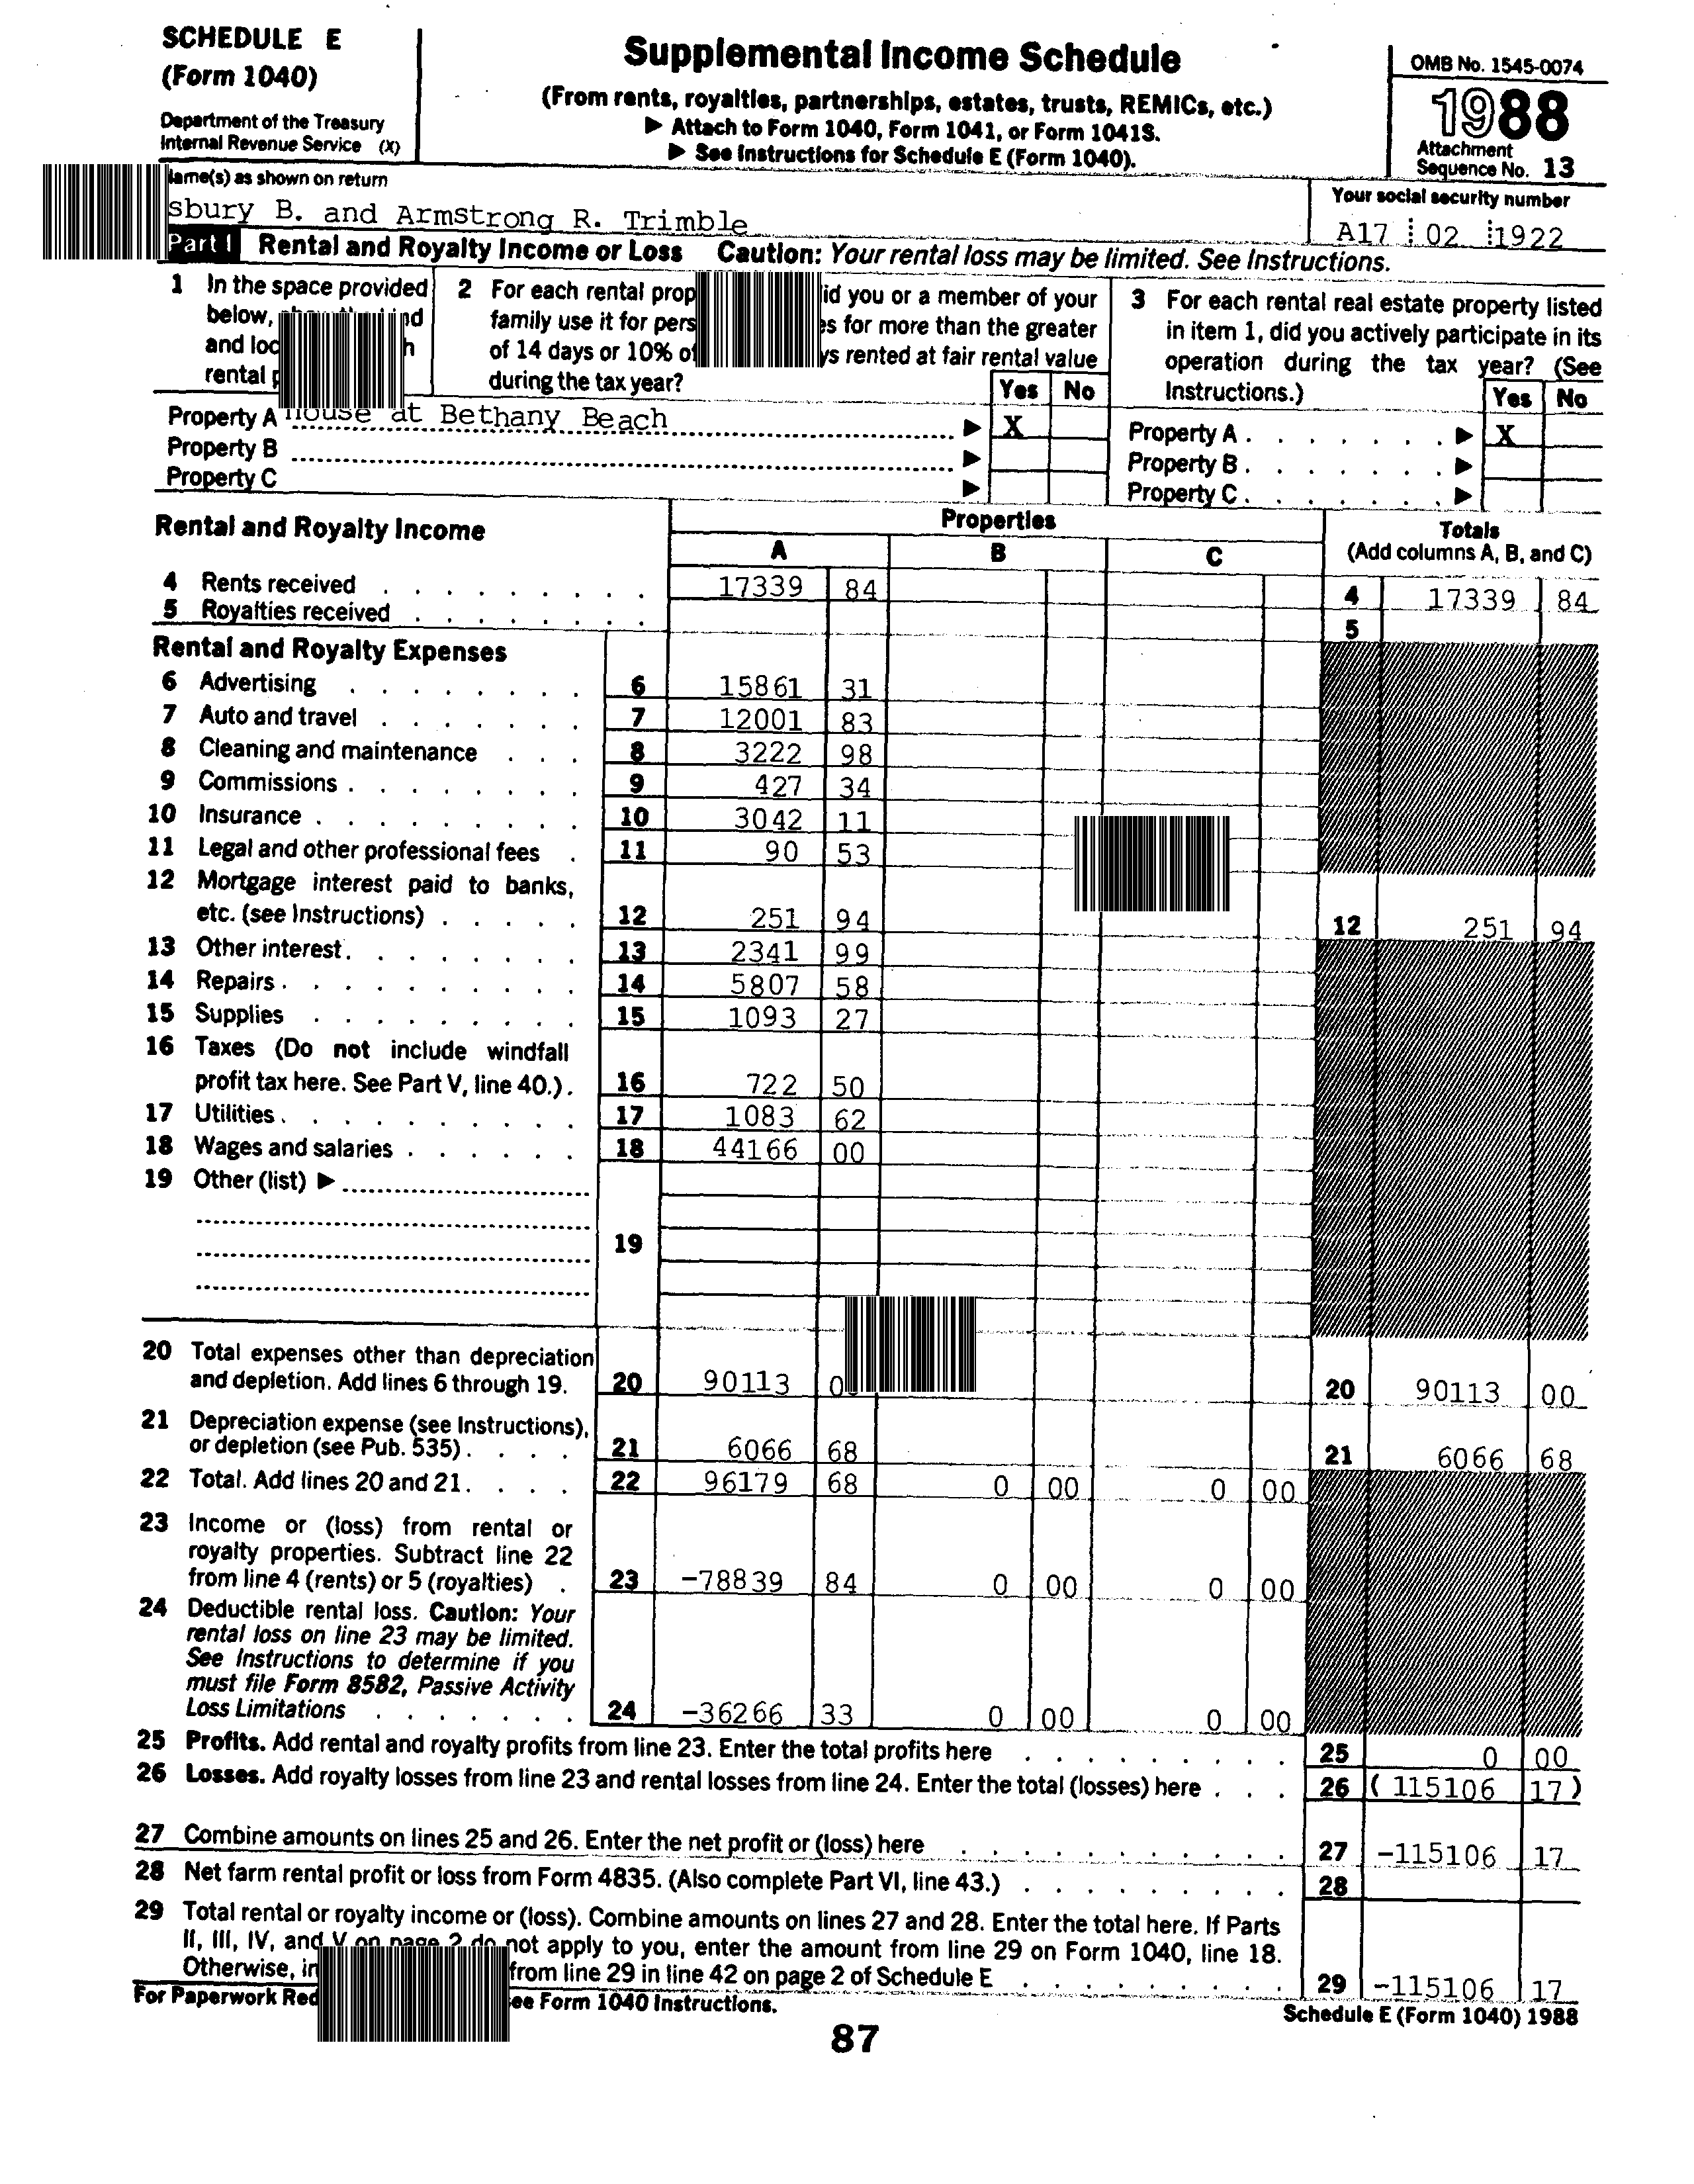 SCHEDULE E
(Form 1040)
Department of the Treasury
Internal Revenue Service (X)
Supplemental Income Schedule
(From rents, royalties, partnerships, estates, trusts, REMICs, etc.)
▶ Attach to Form 1040, Form 1041, or Form 1041S.
▶ See Instructions for Schedule E (Form 1040).
OMB No. 1545-0074
1988
Attachment
Sequence No. 13
Name(s) as shown on return
sbury B. and Armstrong R. Trimble
Your social security number
A17 02 1922
Part I Rental and Royalty Income or Loss Caution: Your rental loss may be limited. See Instructions.
1 In the space provided
below,
and loc
rental
2 For each rental prop id you or a member of your
family use it for pers es for more than the greater
of 14 days or 10% of ys rented at fair rental value
during the tax year?
Yes No
3 For each rental real estate property listed
in item 1, did you actively participate in its
operation during the tax year? (See
Instructions.)
Yes No
Property A house at Bethany Beach ▶ X
Property B ▶
Property C ▶
Property A ▶ X
Property B ▶
Property C ▶
Rental and Royalty Income
Properties
A B C
Totals
(Add columns A, B, and C)
4 Rents received 17339 84 4 17339 84
5 Royalties received 5
Rental and Royalty Expenses
6 Advertising 6 15861 31
7 Auto and travel 7 12001 83
8 Cleaning and maintenance 8 3222 98
9 Commissions 9 427 34
10 Insurance 10 3042 11
11 Legal and other professional fees 11 90 53
12 Mortgage interest paid to banks,
etc. (see Instructions) 12 251 94 12 251 94
13 Other interest 13 2341 99
14 Repairs 14 5807 58
15 Supplies 15 1093 27
16 Taxes (Do not include windfall
profit tax here. See Part V, line 40.) 16 722 50
17 Utilities 17 1083 62
18 Wages and salaries 18 44166 00
19 Other (list) ▶
19
20 Total expenses other than depreciation
and depletion. Add lines 6 through 19. 20 90113 0 20 90113 00
21 Depreciation expense (see Instructions),
or depletion (see Pub. 535) 21 6066 68 21 6066 68
22 Total. Add lines 20 and 21 22 96179 68 0 00 0 00
23 Income or (loss) from rental or
royalty properties. Subtract line 22
from line 4 (rents) or 5 (royalties) 23 -78839 84 0 00 0 00
24 Deductible rental loss. Caution: Your
rental loss on line 23 may be limited.
See Instructions to determine if you
must file Form 8582, Passive Activity
Loss Limitations 24 -36266 33 0 00 0 00
25 Profits. Add rental and royalty profits from line 23. Enter the total profits here 25 0 00
26 Losses. Add royalty losses from line 23 and rental losses from line 24. Enter the total (losses) here 26 ( 115106 17 )
27 Combine amounts on lines 25 and 26. Enter the net profit or (loss) here 27 -115106 17
28 Net farm rental profit or loss from Form 4835. (Also complete Part VI, line 43.) 28
29 Total rental or royalty income or (loss). Combine amounts on lines 27 and 28. Enter the total here. If Parts
II, III, IV, and V on page 2 do not apply to you, enter the amount from line 29 on Form 1040, line 18.
Otherwise, in from line 29 in line 42 on page 2 of Schedule E 29 -115106 17
For Paperwork Red ee Form 1040 Instructions.
Schedule E (Form 1040) 1988
87